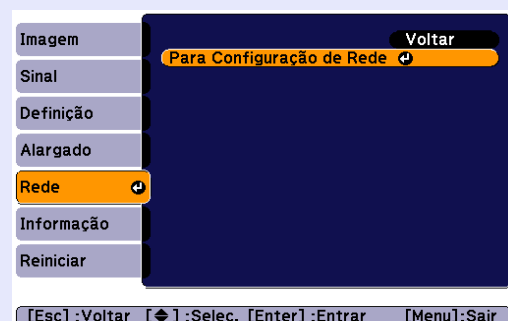 Imagem
Sinal
Definição
Alargado
Rede
Informação
Reiniciar
Voltar
Para Configuração de Rede
[Esc] :Voltar [◆] :Selec. [Enter] :Entrar [Menu]:Sair